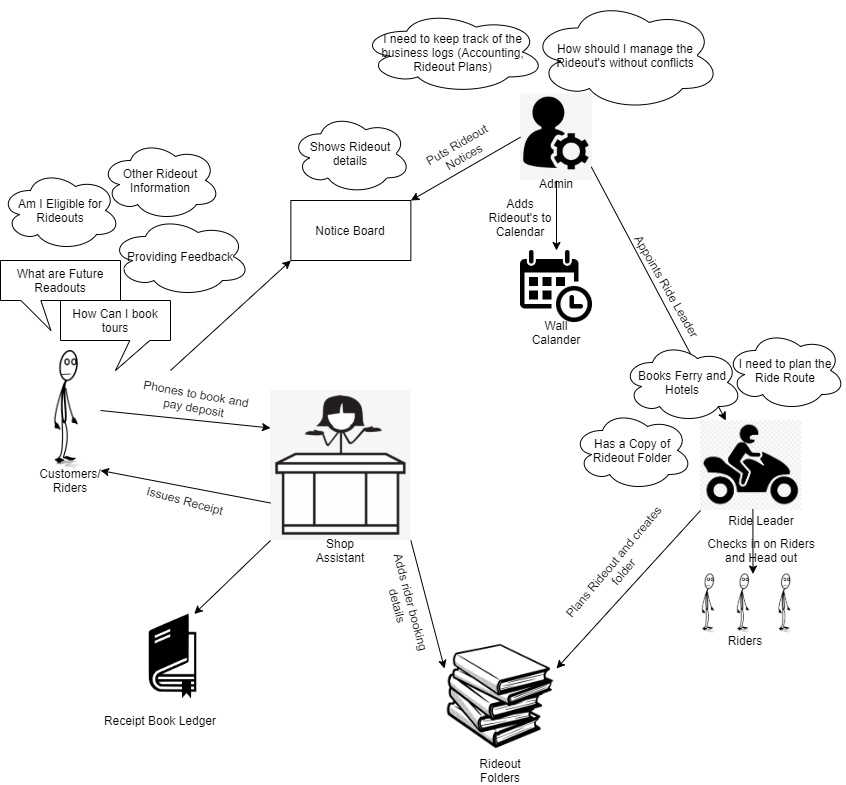 I need to keep track of the
business logs (Accounting,
Rideout Plans)
How should I manage the
Rideout's without conflicts
Shows Rideout
details
Puts Rideout
Notices
Admin
Other Rideout
Information
Am I Eligible for
Rideouts
Adds
Rideout's to
Calendar
Notice Board
Providing Feedback
What are Future
Readouts
How Can I book
tours
Appoints Ride Leader
Wall
Calander
Books Ferry and
Hotels
I need to plan the
Ride Route
Phones to book and
pay deposit
Has a Copy of
Rideout Folder
Customers/
Riders
Issues Receipt
Shop
Assistant
Ride Leader
Checks in on Riders
and Head out
Adds rider booking
details
Plans Rideout and creates
folder
Riders
Receipt Book Ledger
Rideout
Folders